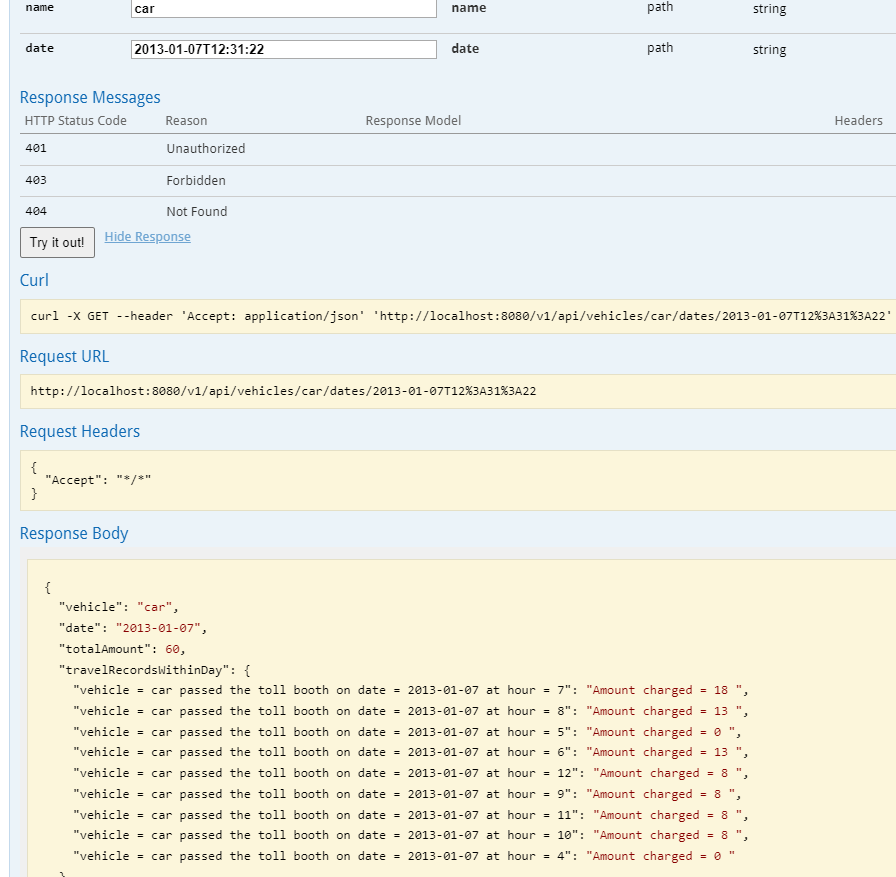 name car name path string
date 2013-01-07T12:31:22 date path string
Response Messages
HTTP Status Code Reason Response Model Headers
401 Unauthorized
403 Forbidden
404 Not Found
Try it out! Hide Response
Curl
curl -X GET --header 'Accept: application/json' 'http://localhost:8080/v1/api/vehicles/car/dates/2013-01-07T12%3A31%3A22'
Request URL
http://localhost:8080/v1/api/vehicles/car/dates/2013-01-07T12%3A31%3A22
Request Headers
{
  "Accept": "*/*"
}
Response Body
{
  "vehicle": "car",
  "date": "2013-01-07",
  "totalAmount": 60,
  "travelRecordsWithinDay": {
    "vehicle = car passed the toll booth on date = 2013-01-07 at hour = 7": "Amount charged = 18 ",
    "vehicle = car passed the toll booth on date = 2013-01-07 at hour = 8": "Amount charged = 13 ",
    "vehicle = car passed the toll booth on date = 2013-01-07 at hour = 5": "Amount charged = 0 ",
    "vehicle = car passed the toll booth on date = 2013-01-07 at hour = 6": "Amount charged = 13 ",
    "vehicle = car passed the toll booth on date = 2013-01-07 at hour = 12": "Amount charged = 8 ",
    "vehicle = car passed the toll booth on date = 2013-01-07 at hour = 9": "Amount charged = 8 ",
    "vehicle = car passed the toll booth on date = 2013-01-07 at hour = 11": "Amount charged = 8 ",
    "vehicle = car passed the toll booth on date = 2013-01-07 at hour = 10": "Amount charged = 8 ",
    "vehicle = car passed the toll booth on date = 2013-01-07 at hour = 4": "Amount charged = 0 "
  }